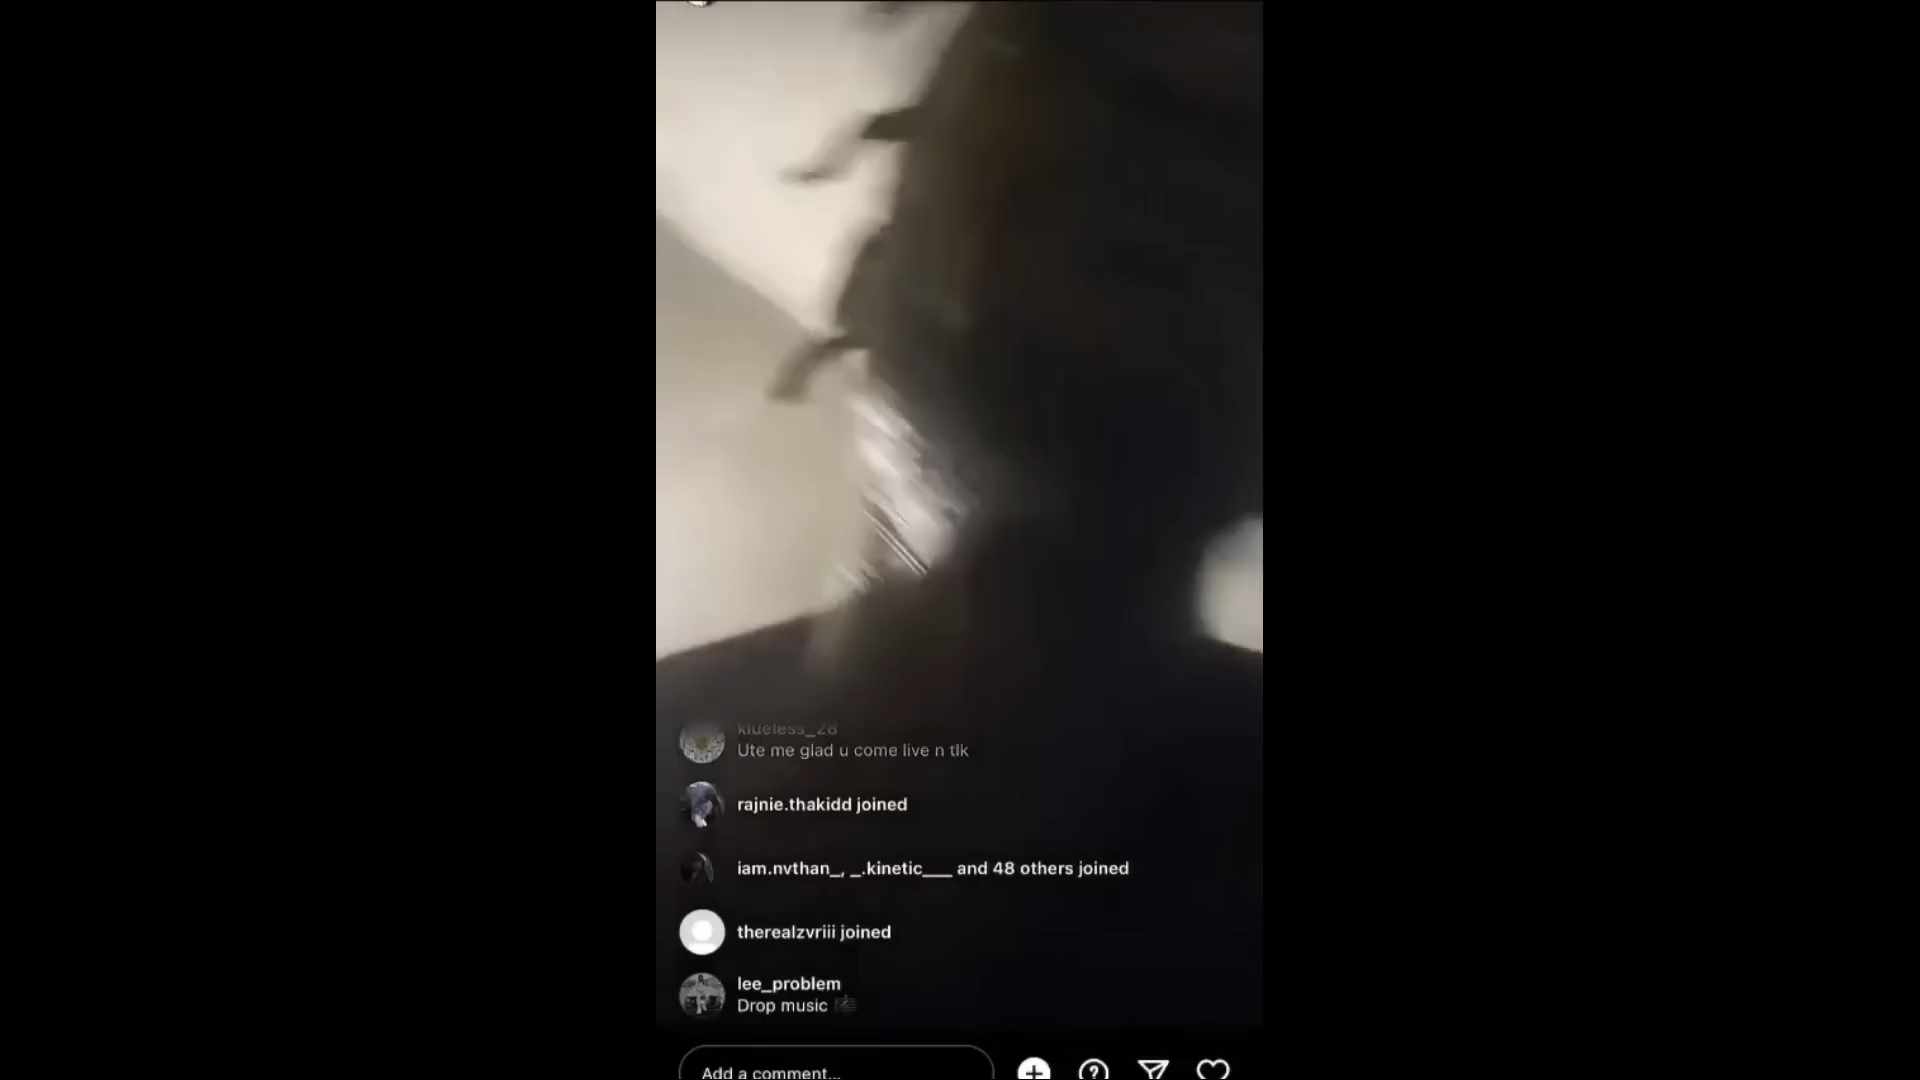 klueless_28
Ute me glad u come live n tlk
rajnie.thakidd joined
iam.nvthan_, _.kinetic___ and 48 others joined
therealzvriii joined
lee_problem
Drop music
Add a comment...